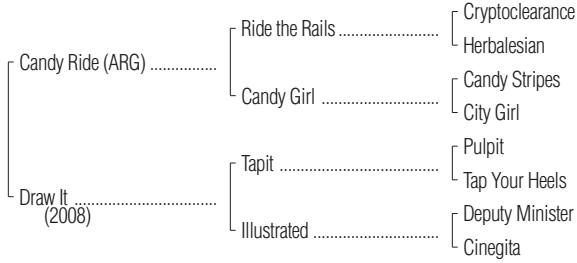 Cryptoclearance
Ride the Rails
Herbalesian
Candy Ride (ARG)
Candy Stripes
Candy Girl
City Girl
Pulpit
Tapit
Tap Your Heels
Draw It
(2008)
Deputy Minister
Illustrated
Cinegita